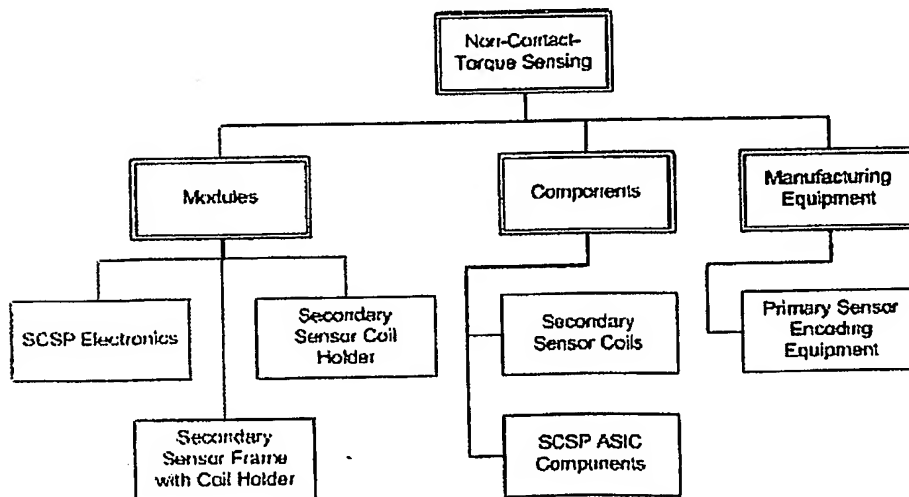 Non-Contact-
Torque Sensing
Modules
Components
Manufacturing
Equipment
SCSP Electronics
Secondary
Sensor Coil
Holder
Secondary
Sensor Coils
Primary Sensor
Encoding
Equipment
Secondary
Sensor Frame
with Coil Holder
SCSP ASIC
Components